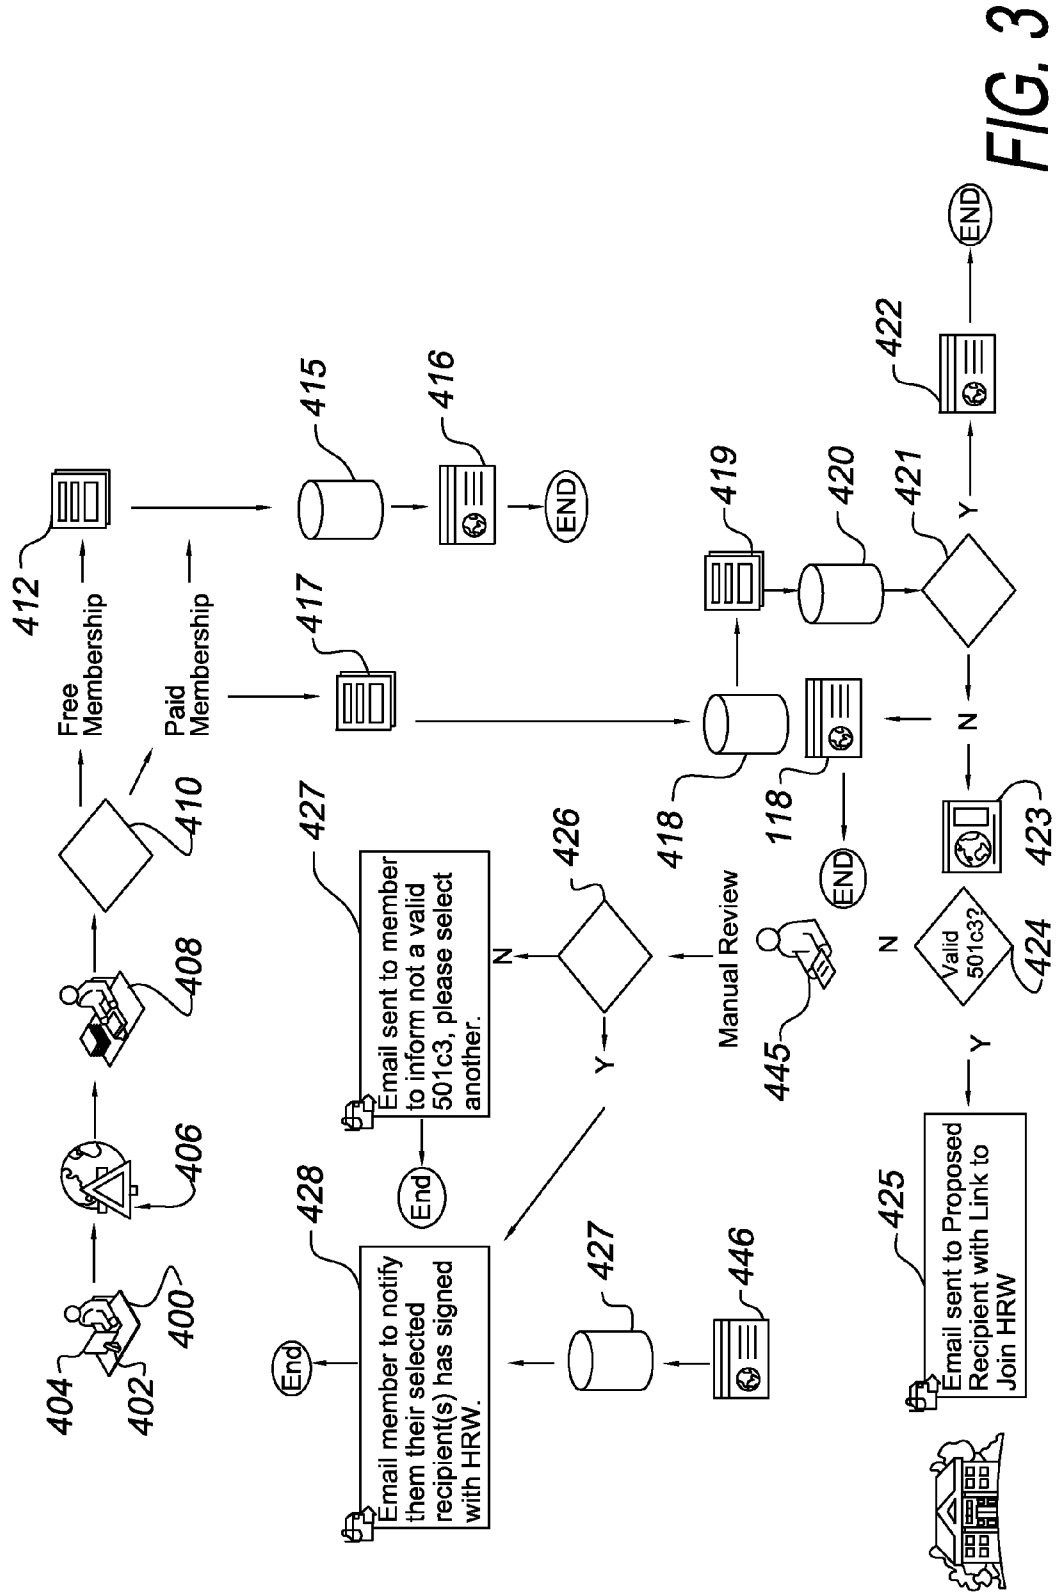 404
402
400
406
408
410
Free
Membership
Paid
Membership
412
415
416
END
417
428
Email member to notify
them their selected
recipient(s) has signed
with HRW.
End
427
Email sent to member
to inform not a valid
501c3, please select
another.
End
N
426
Y
427
446
Manual Review
445
418
419
420
421
118
END
N
Y
422
END
423
N
Valid
501c3?
424
Y
425
Email sent to Proposed
Recipient with Link to
Join HRW
FIG. 3